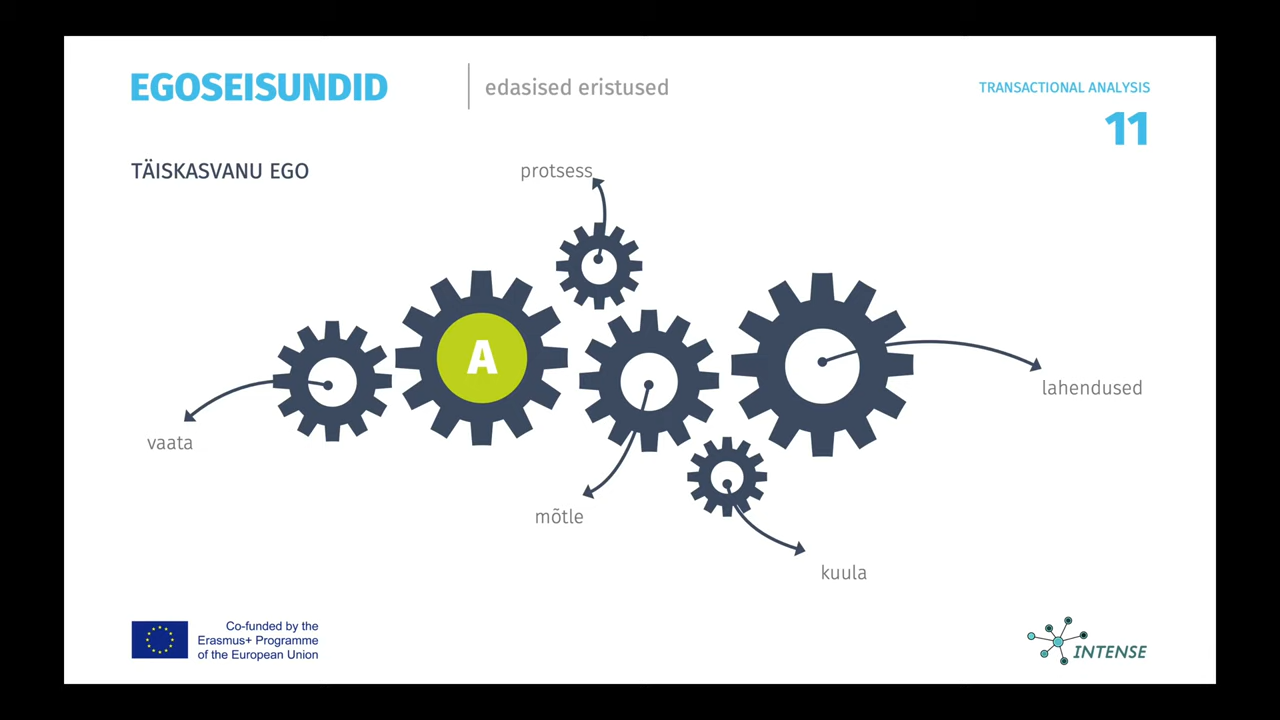 EGOSEISUNDID
edasised eristused
TRANSACTIONAL ANALYSIS
11
TÄISKASVANU EGO
protsess
A
lahendused
vaata
mõtle
kuula
Co-funded by the
Erasmus+ Programme
of the European Union
INTENSE